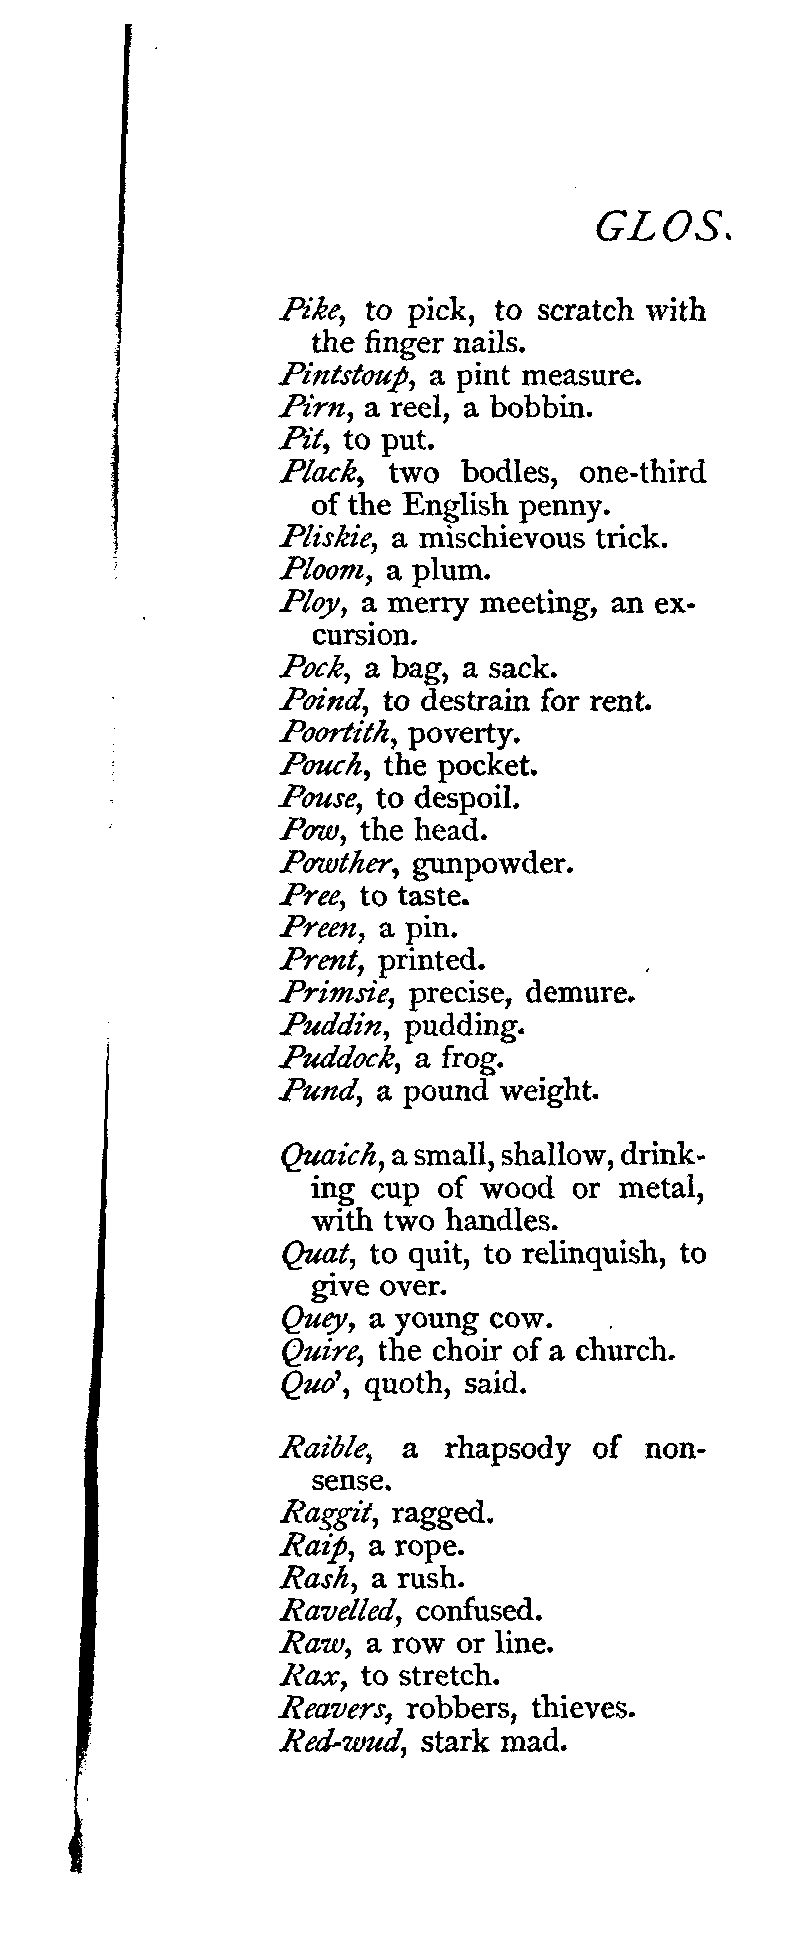 GLOS.
Pike, to pick, to scratch with
the finger nails.
Pintstoup, a pint measure.
Pirn, a reel, a bobbin.
Pit, to put.
Plack, two bodles, one-third
of the English penny.
Pliskie, a mischievous trick.
Ploom, a plum.
Ploy, a merry meeting, an ex-
cursion.
Pock, a bag, a sack.
Poind, to destrain for rent.
Poortith, poverty.
Pouch, the pocket.
Pouse, to despoil.
Pow, the head.
Powther, gunpowder.
Pree, to taste.
Preen, a pin.
Prent, printed.
Primsie, precise, demure.
Puddin, pudding.
Puddock, a frog.
Pund, a pound weight.
Quaich, a small, shallow, drink-
ing cup of wood or metal,
with two handles.
Quat, to quit, to relinquish, to
give over.
Quey, a young cow.
Quire, the choir of a church.
Quo', quoth, said.
Raible, a rhapsody of non-
sense.
Raggit, ragged.
Raip, a rope.
Rash, a rush.
Ravelled, confused.
Raw, a row or line.
Rax, to stretch.
Reavers, robbers, thieves.
Red-wud, stark mad.